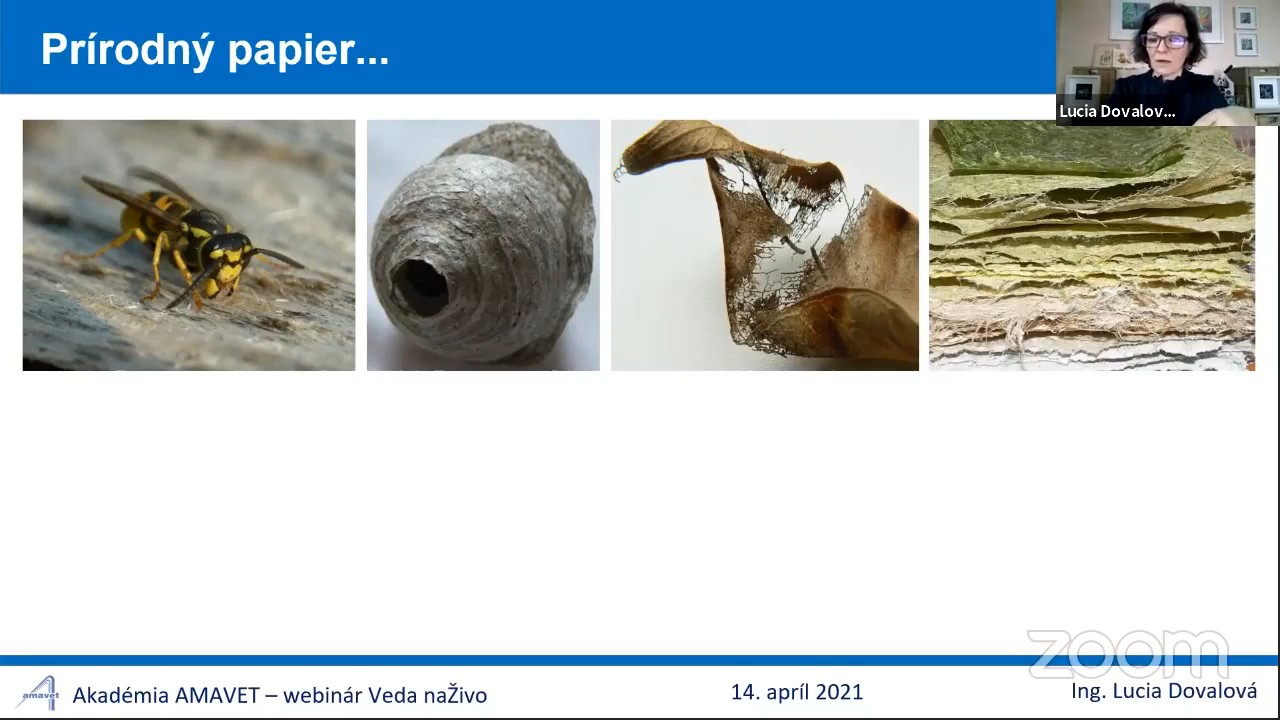 Prírodný papier...
Lucia Dovalov...
zoom
amavet
Akadémia AMAVET – webinár Veda naŽivo
14. apríl 2021
Ing. Lucia Dovalová